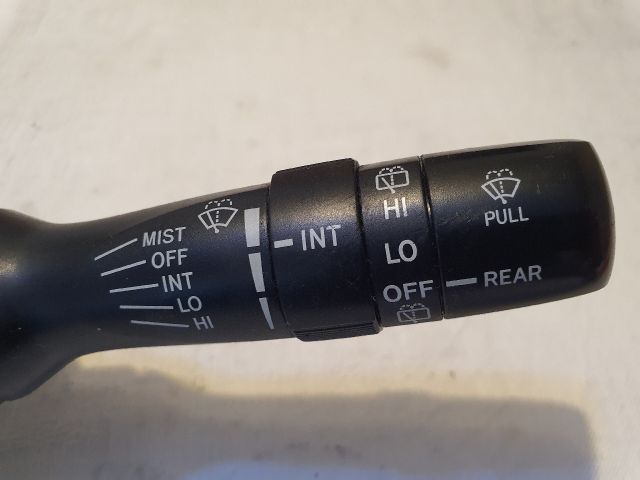 MIST
OFF
INT
LO
HI
INT
HI
LO
OFF
PULL
REAR